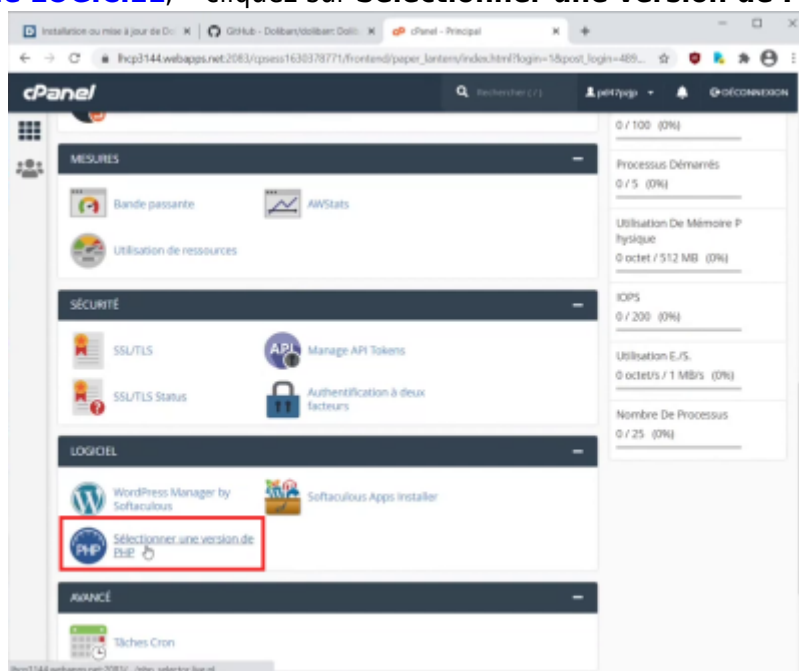 LOGICIEL, cliquez sur Sélectionner une version de
Installation ou mise à jour de Do
GitHub - Dolibarr/dolibarr: Dolib
cPanel - Principal
lhcp3144.webapps.net:2083/cpsess1630378771/frontend/paper_lantern/index.html?login=1&post_login=469...
cPanel
Rechercher ( / )
DÉCONNEXION
0 / 100 (0%)
MESURES
Processus Démarrés
0 / 5 (0%)
Bande passante
AWStats
Utilisation De Mémoire P
hysique
0 octet / 512 MB (0%)
Utilisation de ressources
SÉCURITÉ
IOPS
0 / 200 (0%)
SSL/TLS
Manage API Tokens
Utilisation E./S.
0 octet/s / 1 MB/s (0%)
SSL/TLS Status
Authentification à deux
facteurs
Nombre De Processus
0 / 25 (0%)
LOGICIEL
WordPress Manager by
Softaculous
Softaculous Apps Installer
Sélectionner une version de
PHP
AVANCÉ
Tâches Cron